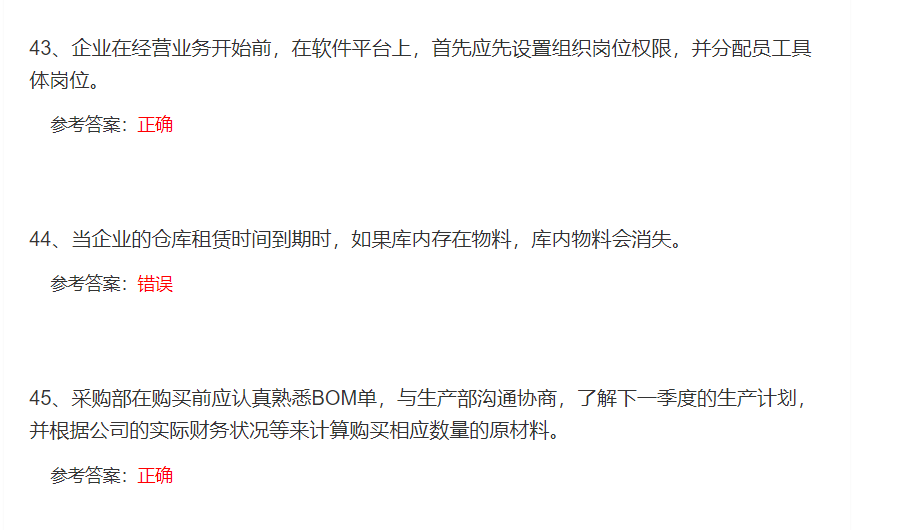 43、企业在经营业务开始前，在软件平台上，首先应先设置组织岗位权限，并分配员工具
体岗位。
参考答案：正确
44、当企业的仓库租赁时间到期时，如果库内存在物料，库内物料会消失。
参考答案：错误
45、采购部在购买前应认真熟悉BOM单，与生产部沟通协商，了解下一季度的生产计划，
并根据公司的实际财务状况等来计算购买相应数量的原材料。
参考答案：正确